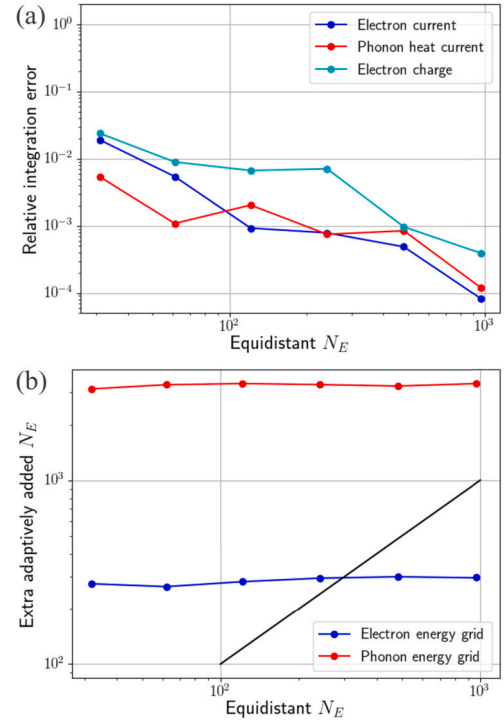 (a)
Electron current
Phonon heat current
Electron charge
Relative integration error
10⁰
10⁻¹
10⁻²
10⁻³
10⁻⁴
10²
10³
Equidistant N_E
(b)
Extra adaptively added N_E
10³
10²
Electron energy grid
Phonon energy grid
10²
10³
Equidistant N_E